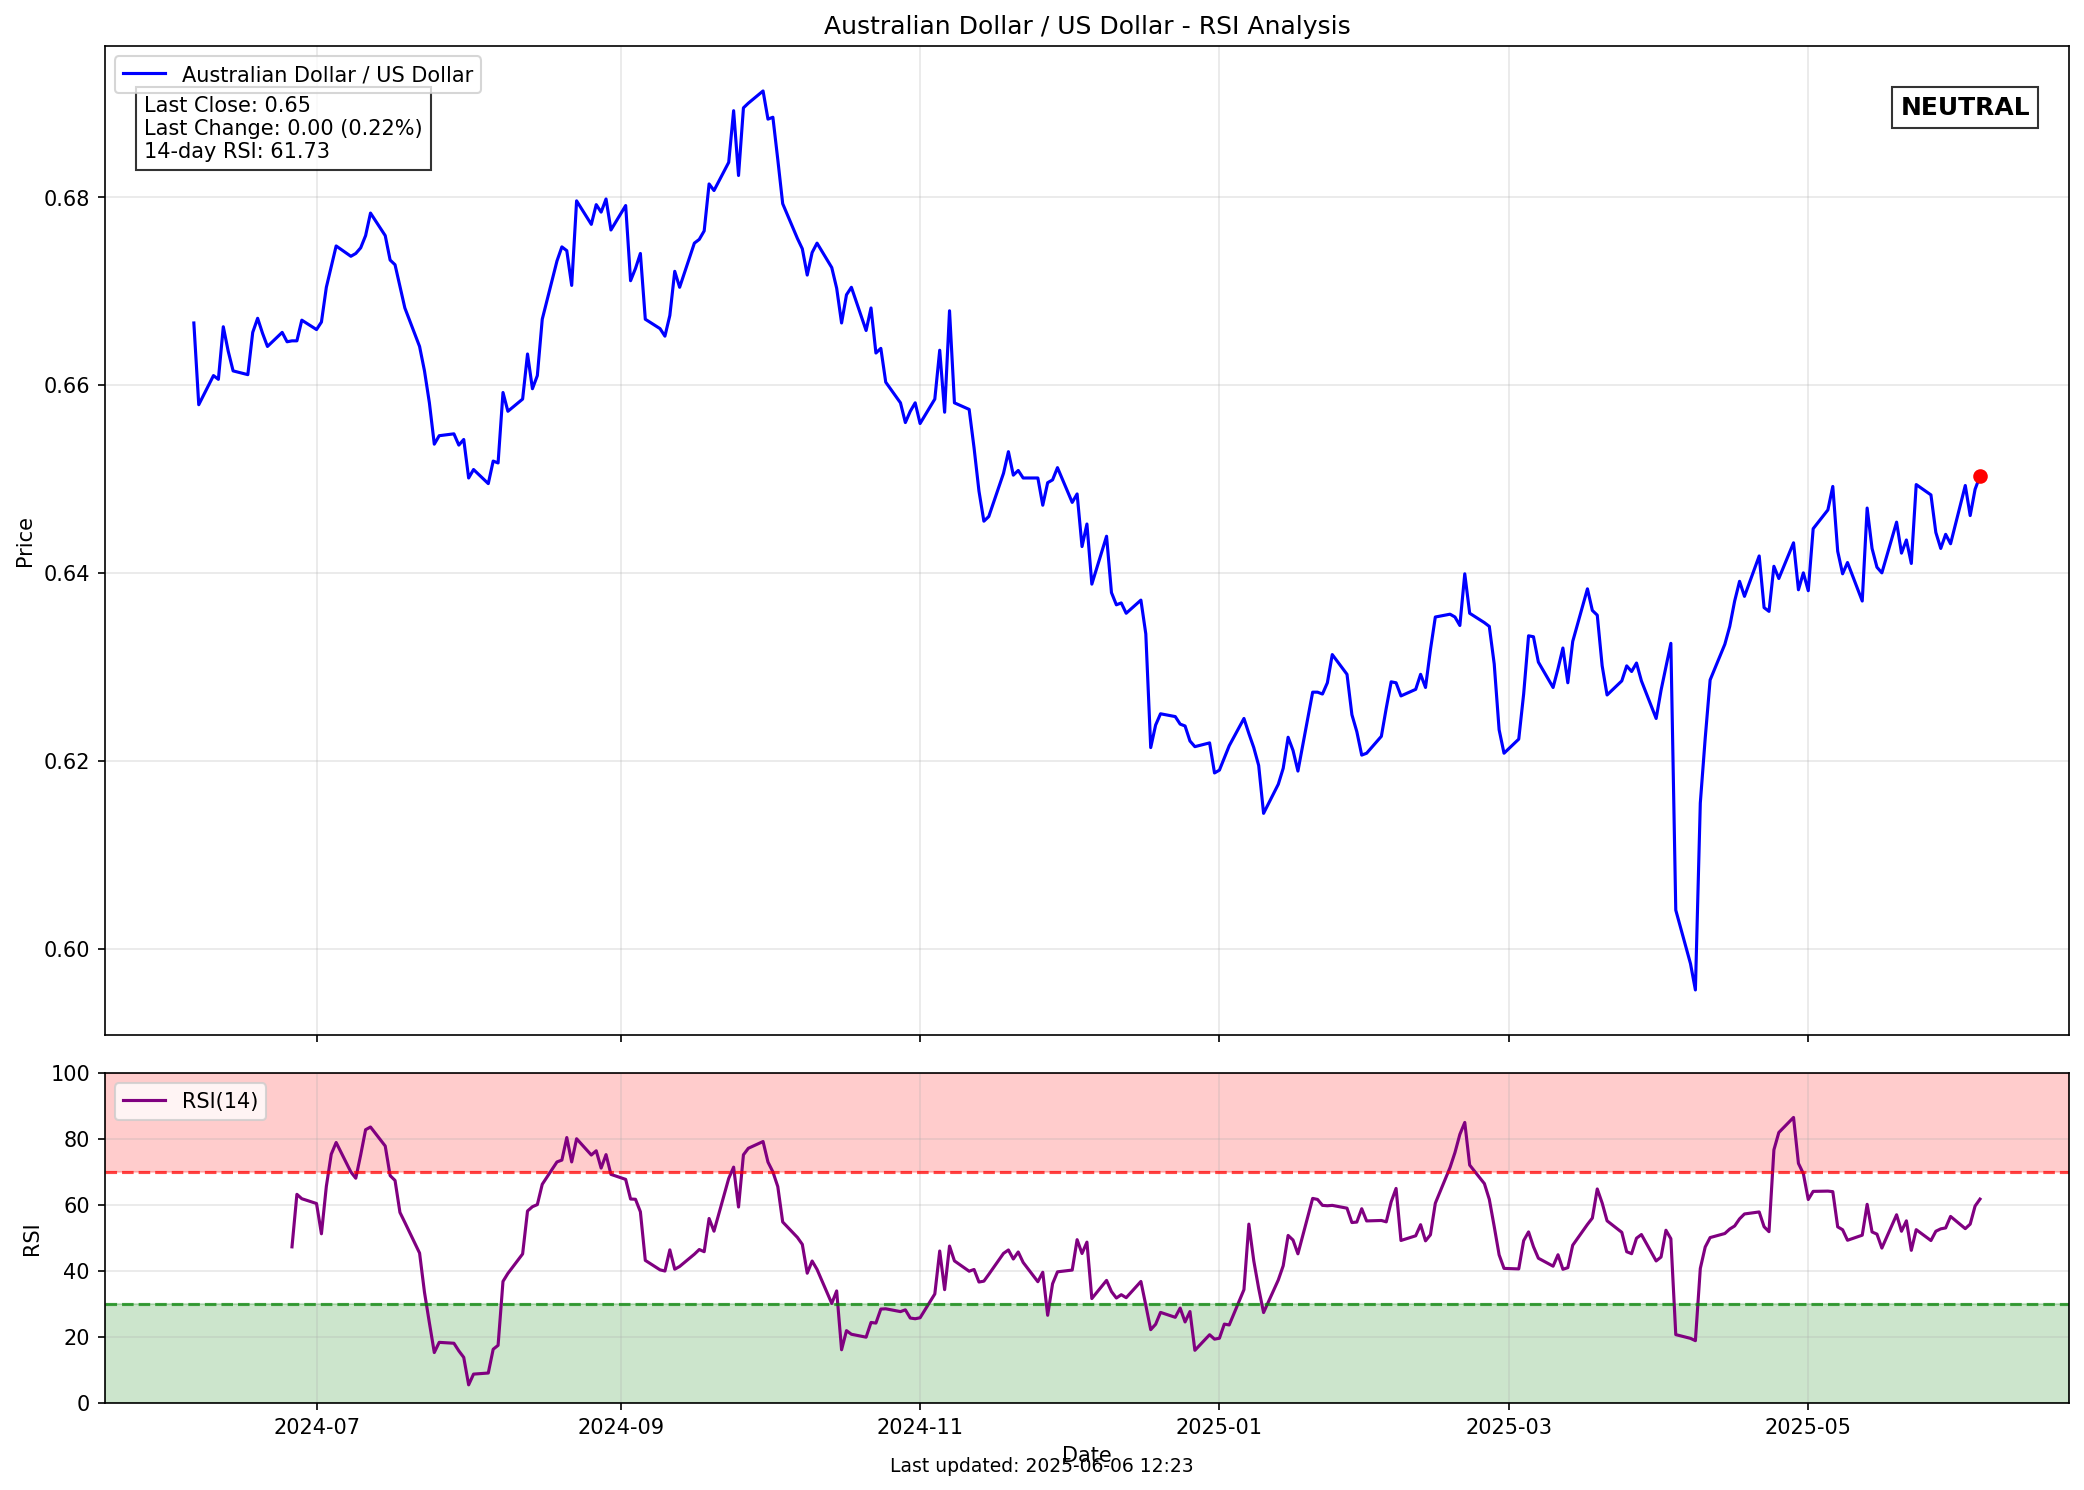 Australian Dollar / US Dollar - RSI Analysis
Australian Dollar / US Dollar
Last Close: 0.65
Last Change: 0.00 (0.22%)
14-day RSI: 61.73
NEUTRAL
Price
0.68
0.66
0.64
0.62
0.60
RSI(14)
RSI
100
80
60
40
20
0
2024-07
2024-09
2024-11
2025-01
2025-03
2025-05
Date
Last updated: 2025-06-06 12:23